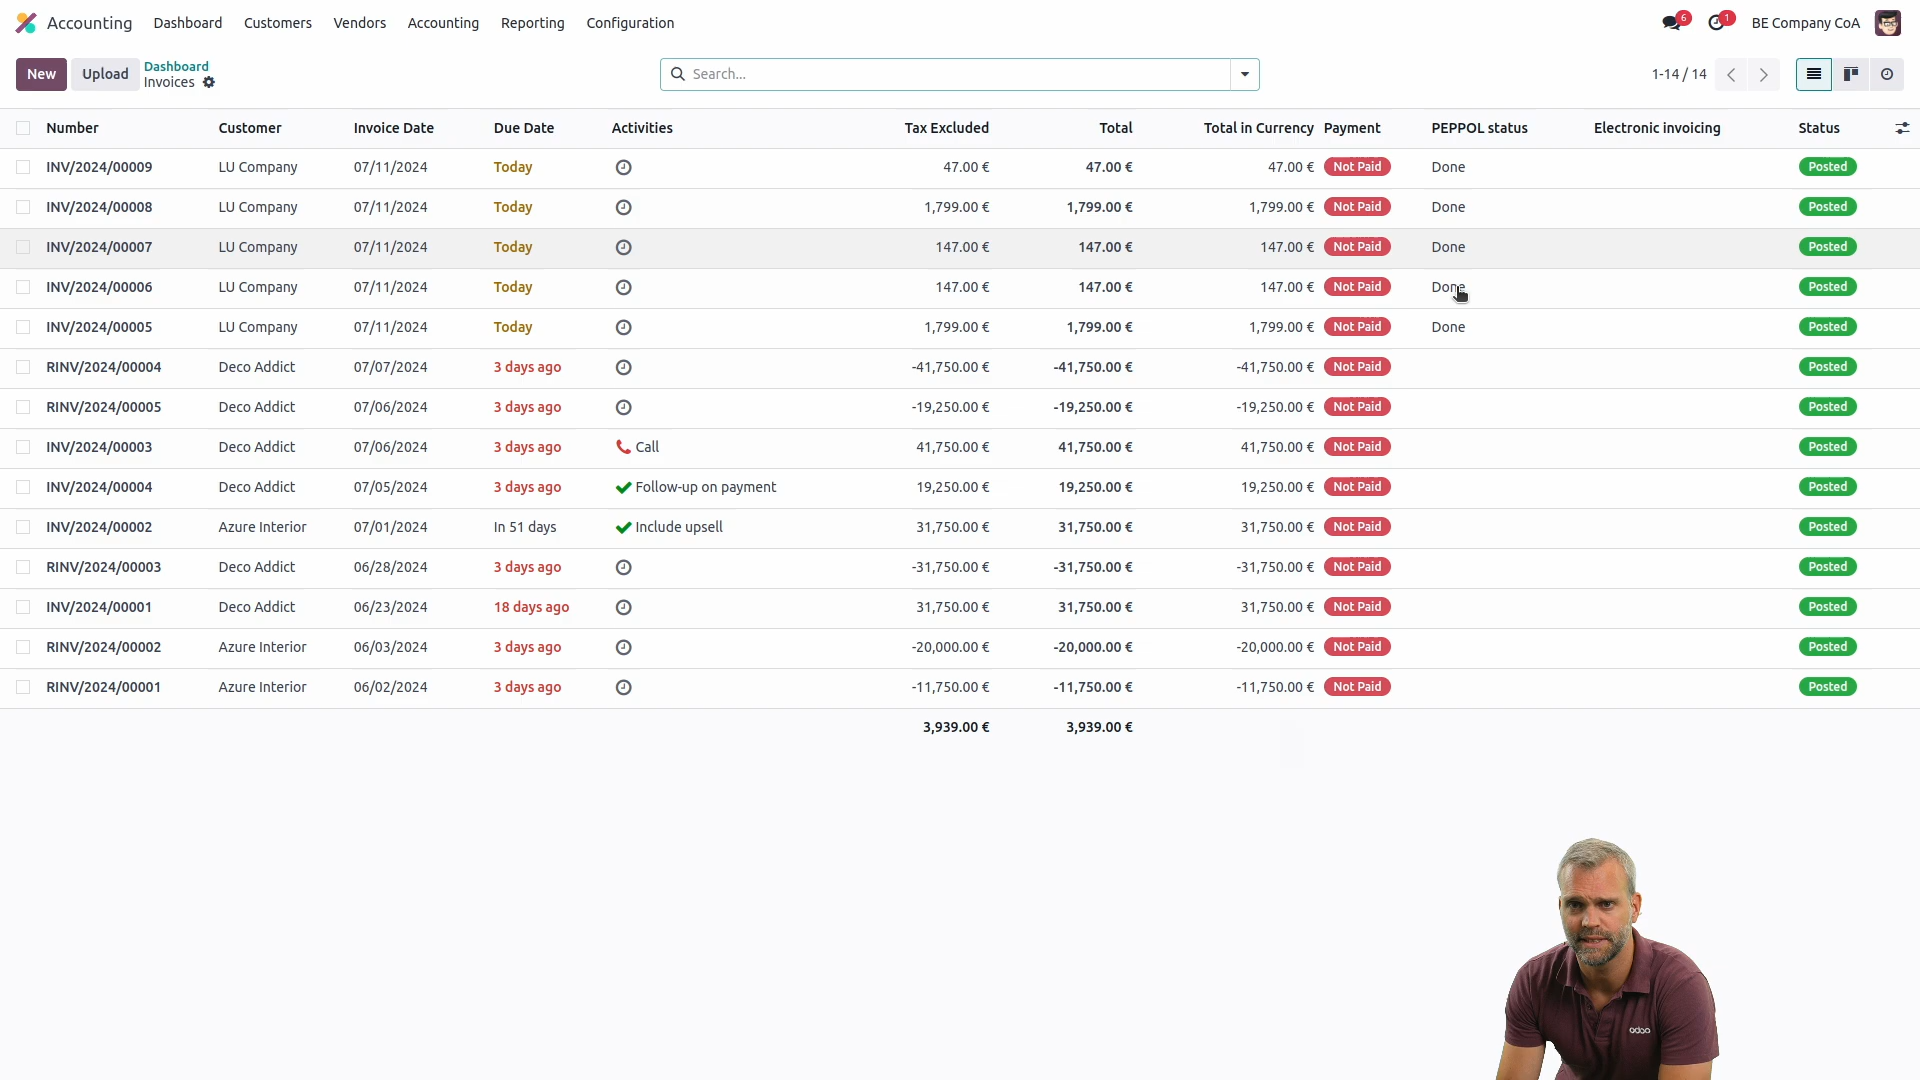 Accounting Dashboard Customers Vendors Accounting Reporting Configuration 6 1 BE Company CoA
New Upload Dashboard Search... 1-14 / 14
Invoices
Number Customer Invoice Date Due Date Activities Tax Excluded Total Total in Currency Payment PEPPOL status Electronic invoicing Status
INV/2024/00009 LU Company 07/11/2024 Today 47.00 € 47.00 € 47.00 € Not Paid Done Posted
INV/2024/00008 LU Company 07/11/2024 Today 1,799.00 € 1,799.00 € 1,799.00 € Not Paid Done Posted
INV/2024/00007 LU Company 07/11/2024 Today 147.00 € 147.00 € 147.00 € Not Paid Done Posted
INV/2024/00006 LU Company 07/11/2024 Today 147.00 € 147.00 € 147.00 € Not Paid Done Posted
INV/2024/00005 LU Company 07/11/2024 Today 1,799.00 € 1,799.00 € 1,799.00 € Not Paid Done Posted
RINV/2024/00004 Deco Addict 07/07/2024 3 days ago -41,750.00 € -41,750.00 € -41,750.00 € Not Paid Posted
RINV/2024/00005 Deco Addict 07/06/2024 3 days ago -19,250.00 € -19,250.00 € -19,250.00 € Not Paid Posted
INV/2024/00003 Deco Addict 07/06/2024 3 days ago Call 41,750.00 € 41,750.00 € 41,750.00 € Not Paid Posted
INV/2024/00004 Deco Addict 07/05/2024 3 days ago Follow-up on payment 19,250.00 € 19,250.00 € 19,250.00 € Not Paid Posted
INV/2024/00002 Azure Interior 07/01/2024 In 51 days Include upsell 31,750.00 € 31,750.00 € 31,750.00 € Not Paid Posted
RINV/2024/00003 Deco Addict 06/28/2024 3 days ago -31,750.00 € -31,750.00 € -31,750.00 € Not Paid Posted
INV/2024/00001 Deco Addict 06/23/2024 18 days ago 31,750.00 € 31,750.00 € 31,750.00 € Not Paid Posted
RINV/2024/00002 Azure Interior 06/03/2024 3 days ago -20,000.00 € -20,000.00 € -20,000.00 € Not Paid Posted
RINV/2024/00001 Azure Interior 06/02/2024 3 days ago -11,750.00 € -11,750.00 € -11,750.00 € Not Paid Posted
3,939.00 € 3,939.00 €
odoo